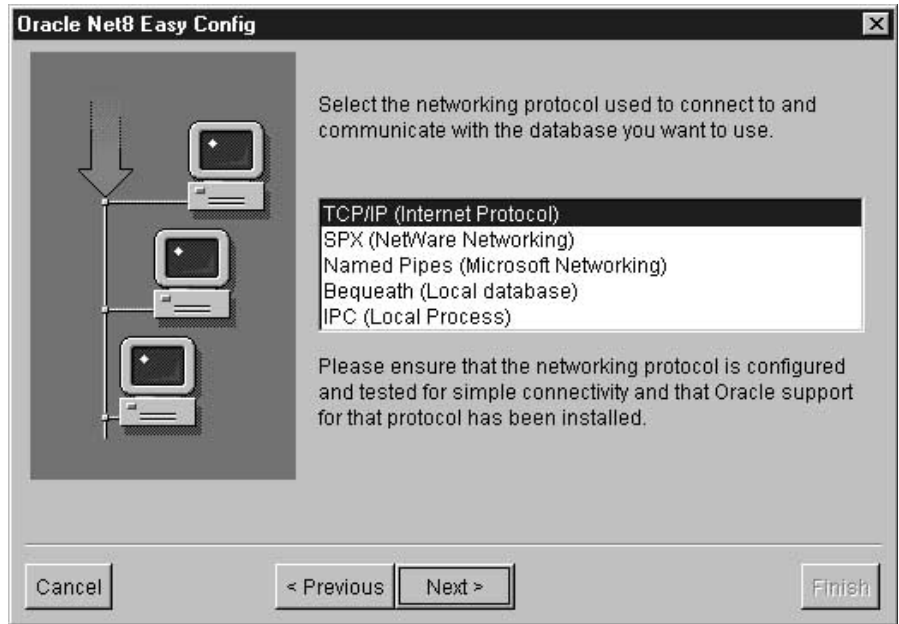 Oracle Net8 Easy Config
Select the networking protocol used to connect to and
communicate with the database you want to use.
TCP/IP (Internet Protocol)
SPX (NetWare Networking)
Named Pipes (Microsoft Networking)
Bequeath (Local database)
IPC (Local Process)
Please ensure that the networking protocol is configured
and tested for simple connectivity and that Oracle support
for that protocol has been installed.
Cancel
< Previous
Next >
Finish